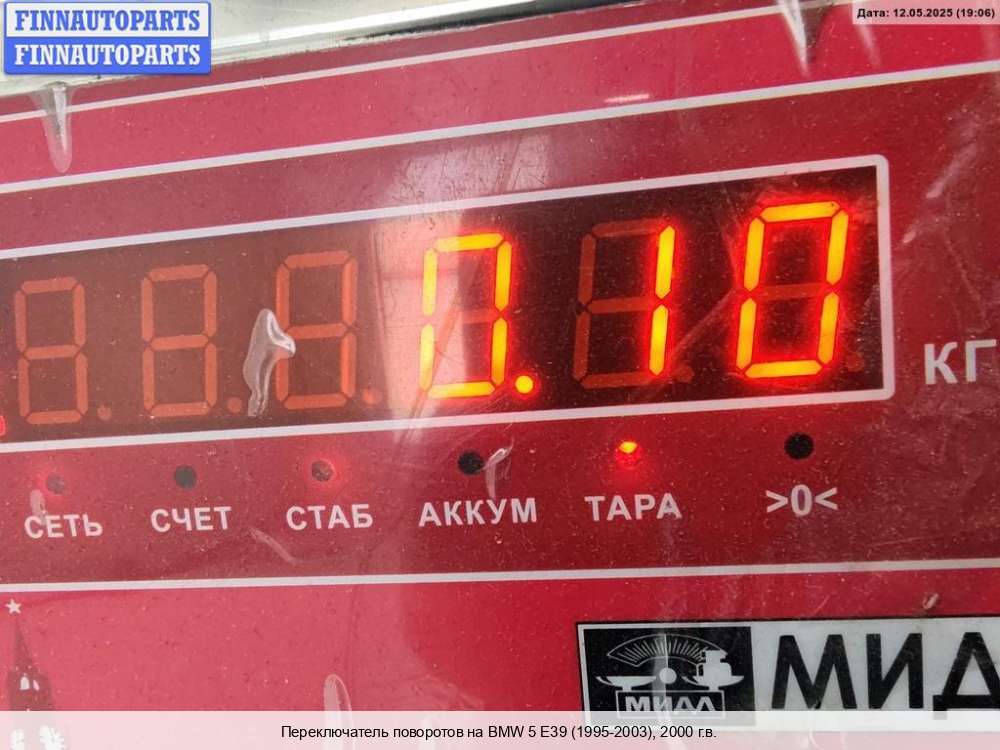 FINNAUTOPARTS
FINNAUTOPARTS
Дата: 12.05.2025 (19:06)
0.10
КГ
СЕТЬ СЧЕТ СТАБ АККУМ ТАРА >0<
МИДЛ
МИД
Переключатель поворотов на BMW 5 E39 (1995-2003), 2000 г.в.